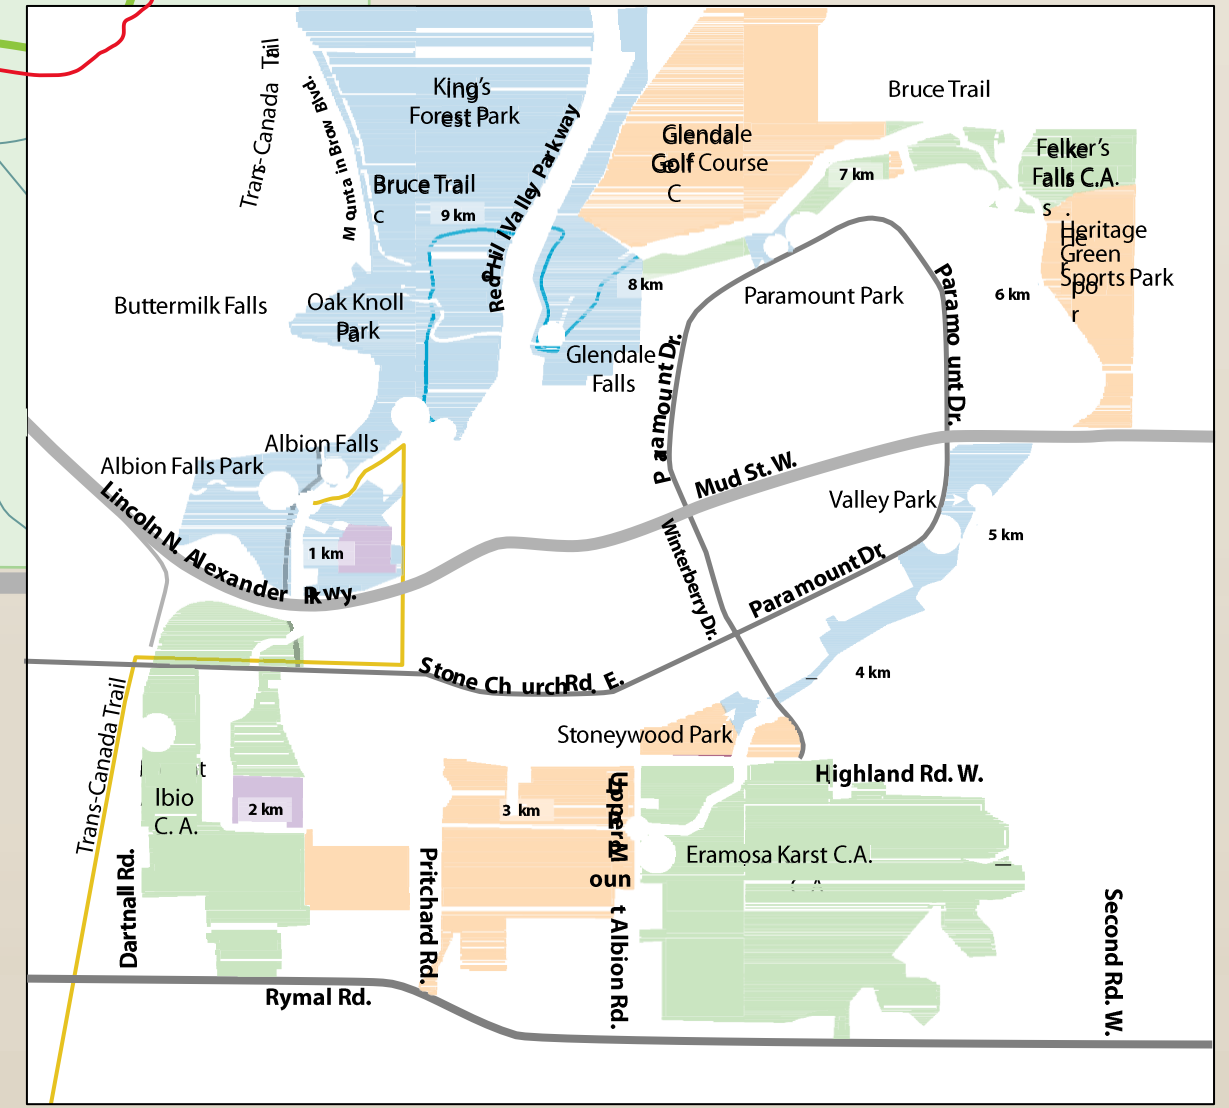 Trans-Canada Trail
Mountain Brow Blvd.
King's
Forest Park
Bruce Trail
9 km
Red Hill Valley Parkway
Glendale
Golf Course
C
Bruce Trail
7 km
Felker's
Falls C.A.
Heritage
Green
Sports Park
6 km
8 km
Paramount Park
Buttermilk Falls
Oak Knoll
Park
Glendale
Falls
Paramount Dr.
Paramount Dr.
Albion Falls
Albion Falls Park
Mud St. W.
Valley Park
Lincoln N. Alexander Pkwy.
1 km
5 km
Winterberry Dr.
Paramount Dr.
Stone Church Rd. E.
4 km
Trans-Canada Trail
Stoneywood Park
Highland Rd. W.
lbio
C. A.
2 km
3 km
Upper Mount Albion Rd.
Eramosa Karst C.A.
Dartnall Rd.
Pritchard Rd.
Second Rd. W.
Rymal Rd.